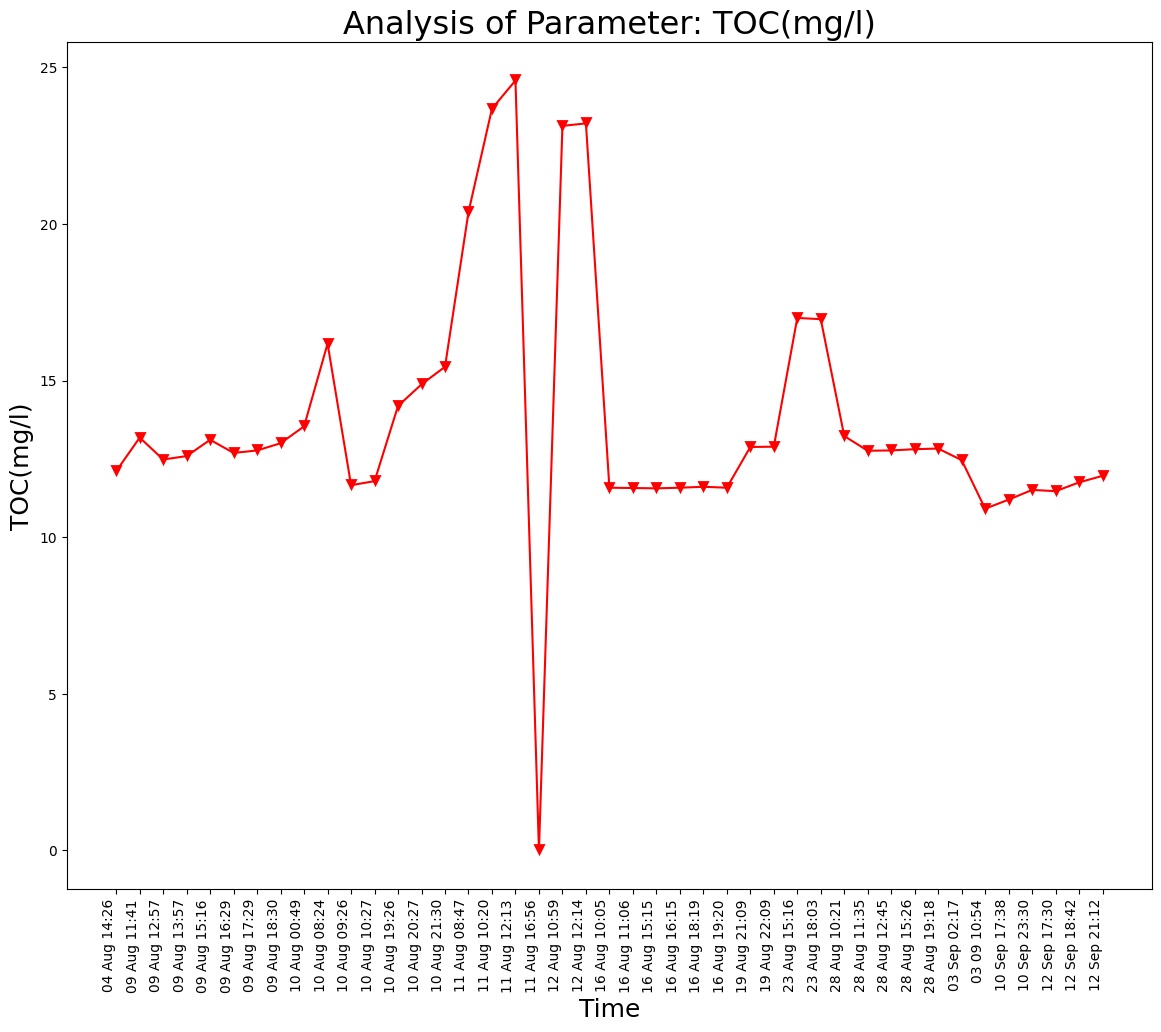 Analysis of Parameter: TOC(mg/l)
TOC(mg/l)
25
20
15
10
5
0
04 Aug 14:26
09 Aug 11:41
09 Aug 12:57
09 Aug 13:57
09 Aug 15:16
09 Aug 16:29
09 Aug 17:29
09 Aug 18:30
10 Aug 00:49
10 Aug 08:24
10 Aug 09:26
10 Aug 10:27
10 Aug 19:26
10 Aug 20:27
10 Aug 21:30
11 Aug 08:47
11 Aug 10:20
11 Aug 12:13
11 Aug 16:56
12 Aug 10:59
12 Aug 12:14
16 Aug 10:05
16 Aug 11:06
16 Aug 15:15
16 Aug 16:15
16 Aug 18:19
16 Aug 19:20
19 Aug 21:09
19 Aug 22:09
23 Aug 15:16
23 Aug 18:03
28 Aug 10:21
28 Aug 11:35
28 Aug 12:45
28 Aug 15:26
28 Aug 19:18
03 Sep 02:17
03 09 10:54
10 Sep 17:38
10 Sep 23:30
12 Sep 17:30
12 Sep 18:42
12 Sep 21:12
Time